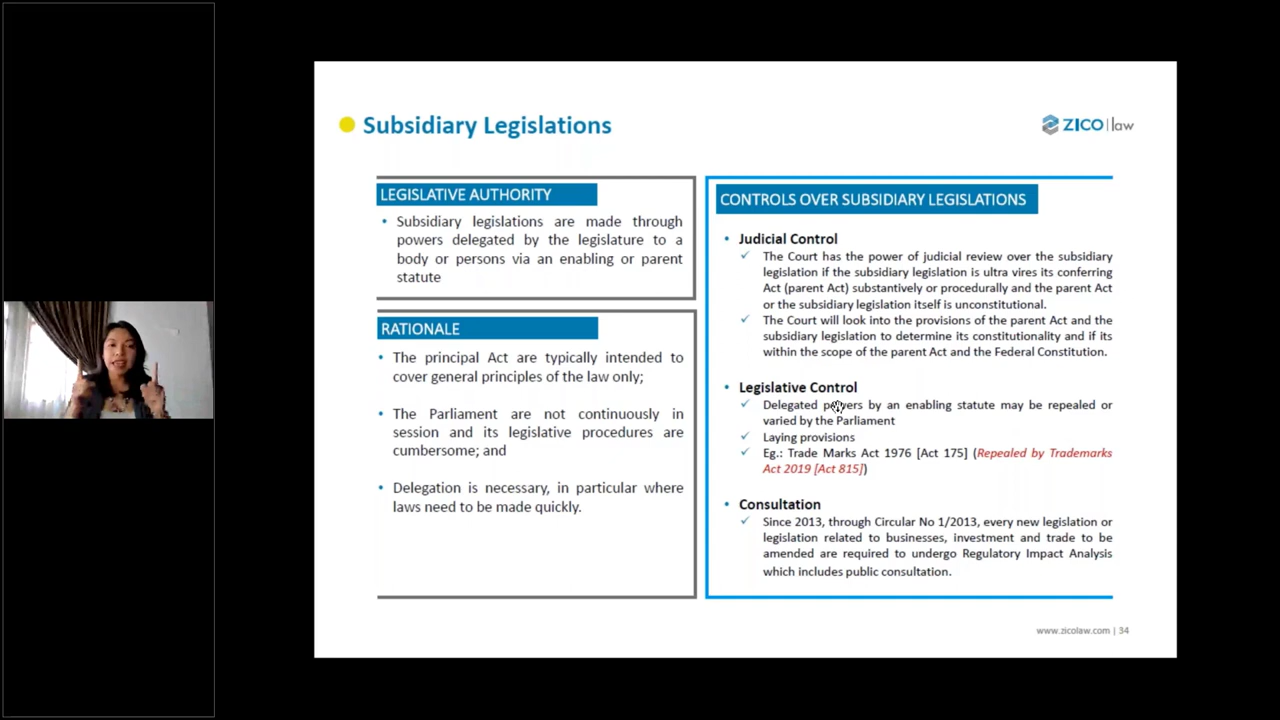 Subsidiary Legislations
ZICO law
LEGISLATIVE AUTHORITY
• Subsidiary legislations are made through
powers delegated by the legislature to a
body or persons via an enabling or parent
statute
RATIONALE
• The principal Act are typically intended to
cover general principles of the law only;
• The Parliament are not continuously in
session and its legislative procedures are
cumbersome; and
• Delegation is necessary, in particular where
laws need to be made quickly.
CONTROLS OVER SUBSIDIARY LEGISLATIONS
• Judicial Control
✓ The Court has the power of judicial review over the subsidiary
legislation if the subsidiary legislation is ultra vires its conferring
Act (parent Act) substantively or procedurally and the parent Act
or the subsidiary legislation itself is unconstitutional.
✓ The Court will look into the provisions of the parent Act and the
subsidiary legislation to determine its constitutionality and if its
within the scope of the parent Act and the Federal Constitution.
• Legislative Control
✓ Delegated powers by an enabling statute may be repealed or
varied by the Parliament
✓ Laying provisions
✓ Eg.: Trade Marks Act 1976 [Act 175] (Repealed by Trademarks
Act 2019 [Act 815])
• Consultation
✓ Since 2013, through Circular No 1/2013, every new legislation or
legislation related to businesses, investment and trade to be
amended are required to undergo Regulatory Impact Analysis
which includes public consultation.
www.zicolaw.com | 34